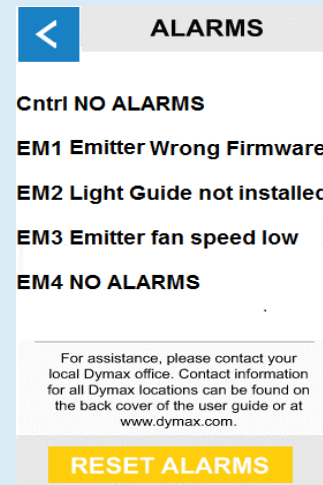 ALARMS
Cntrl NO ALARMS
EM1 Emitter Wrong Firmware
EM2 Light Guide not installed
EM3 Emitter fan speed low
EM4 NO ALARMS
For assistance, please contact your
local Dymax office. Contact information
for all Dymax locations can be found on
the back cover of the user guide or at
www.dymax.com.
RESET ALARMS